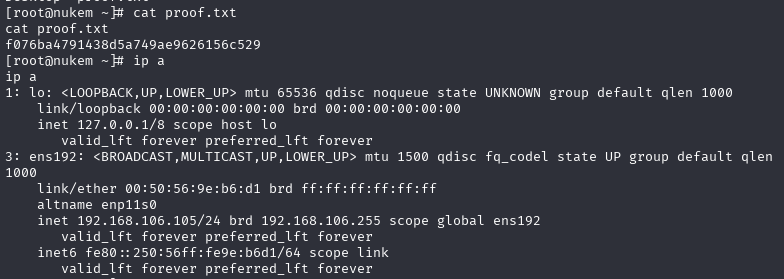 [root@nukem ~]# cat proof.txt
cat proof.txt
f076ba4791438d5a749ae9626156c529
[root@nukem ~]# ip a
ip a
1: lo: <LOOPBACK,UP,LOWER_UP> mtu 65536 qdisc noqueue state UNKNOWN group default qlen 1000
    link/loopback 00:00:00:00:00:00 brd 00:00:00:00:00:00
    inet 127.0.0.1/8 scope host lo
       valid_lft forever preferred_lft forever
3: ens192: <BROADCAST,MULTICAST,UP,LOWER_UP> mtu 1500 qdisc fq_codel state UP group default qlen
1000
    link/ether 00:50:56:9e:b6:d1 brd ff:ff:ff:ff:ff:ff
    altname enp11s0
    inet 192.168.106.105/24 brd 192.168.106.255 scope global ens192
       valid_lft forever preferred_lft forever
    inet6 fe80::250:56ff:fe9e:b6d1/64 scope link
       valid_lft forever preferred_lft forever